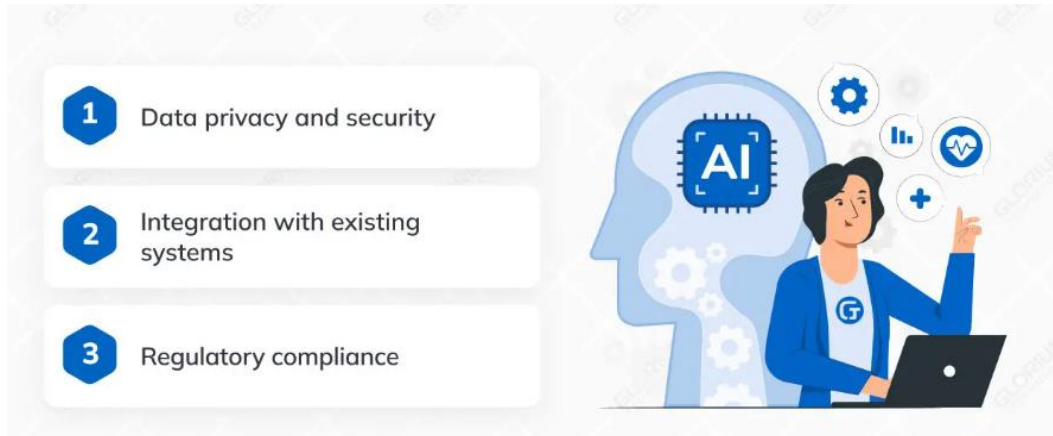 1
Data privacy and security
2
Integration with existing
systems
3
Regulatory compliance
AI